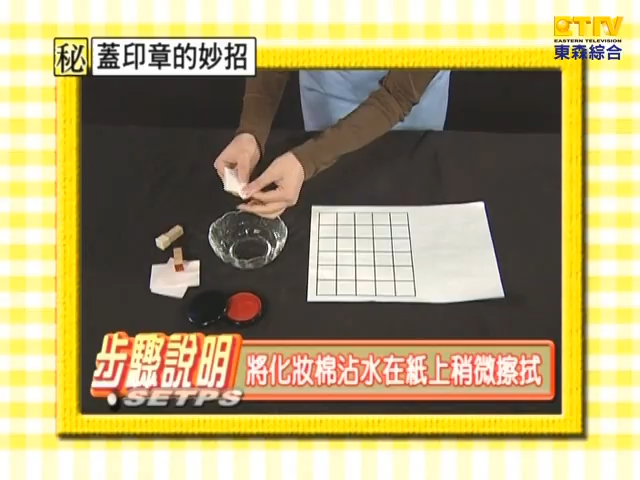 秘 蓋印章的妙招
ETTV
EASTERN TELEVISION
東森綜合
步驟說明
SETPS
將化妝棉沾水在紙上稍微擦拭